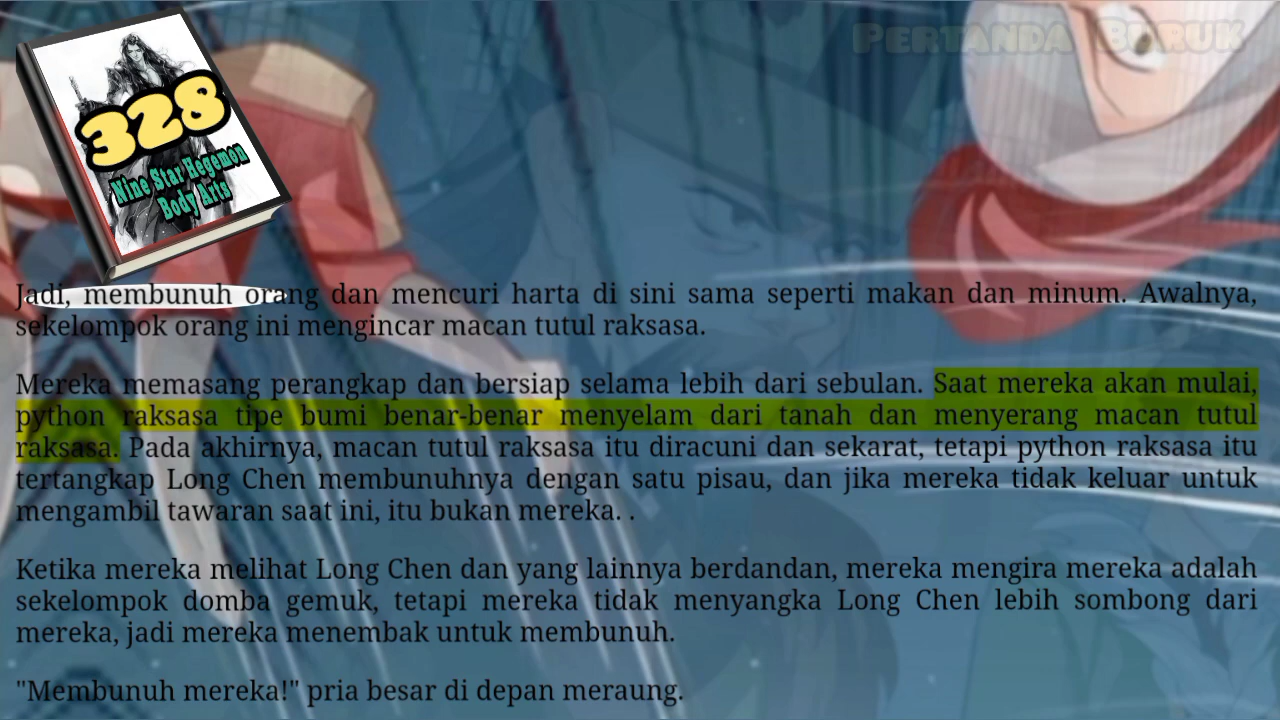 Pertanda Buruk
328
Nine Star Hegemon
Body Arts
Jadi, membunuh orang dan mencuri harta di sini sama seperti makan dan minum. Awalnya,
sekelompok orang ini mengincar macan tutul raksasa.
Mereka memasang perangkap dan bersiap selama lebih dari sebulan. Saat mereka akan mulai,
python raksasa tipe bumi benar-benar menyelam dari tanah dan menyerang macan tutul
raksasa. Pada akhirnya, macan tutul raksasa itu diracuni dan sekarat, tetapi python raksasa itu
tertangkap Long Chen membunuhnya dengan satu pisau, dan jika mereka tidak keluar untuk
mengambil tawaran saat ini, itu bukan mereka. .
Ketika mereka melihat Long Chen dan yang lainnya berdandan, mereka mengira mereka adalah
sekelompok domba gemuk, tetapi mereka tidak menyangka Long Chen lebih sombong dari
mereka, jadi mereka menembak untuk membunuh.
"Membunuh mereka!" pria besar di depan meraung.